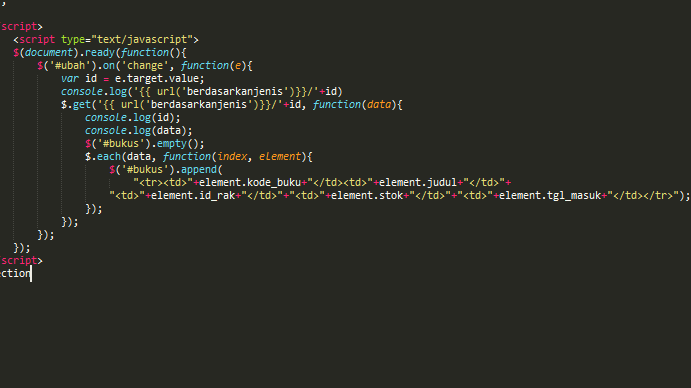 ,
script>
<script type="text/javascript">
$(document).ready(function(){
$('#ubah').on('change', function(e){
var id = e.target.value;
console.log('{{ url('berdasarkanjenis')}}/'+id)
$.get('{{ url('berdasarkanjenis')}}/'+id, function(data){
console.log(id);
console.log(data);
$('#bukus').empty();
$.each(data, function(index, element){
$('#bukus').append(
"<tr><td>"+element.kode_buku+"</td><td>"+element.judul+"</td>"+
"<td>"+element.id_rak+"</td>"+"<td>"+element.stok+"</td>"+"<td>"+element.tgl_masuk+"</td></tr>");
});
});
});
});
script>
ection